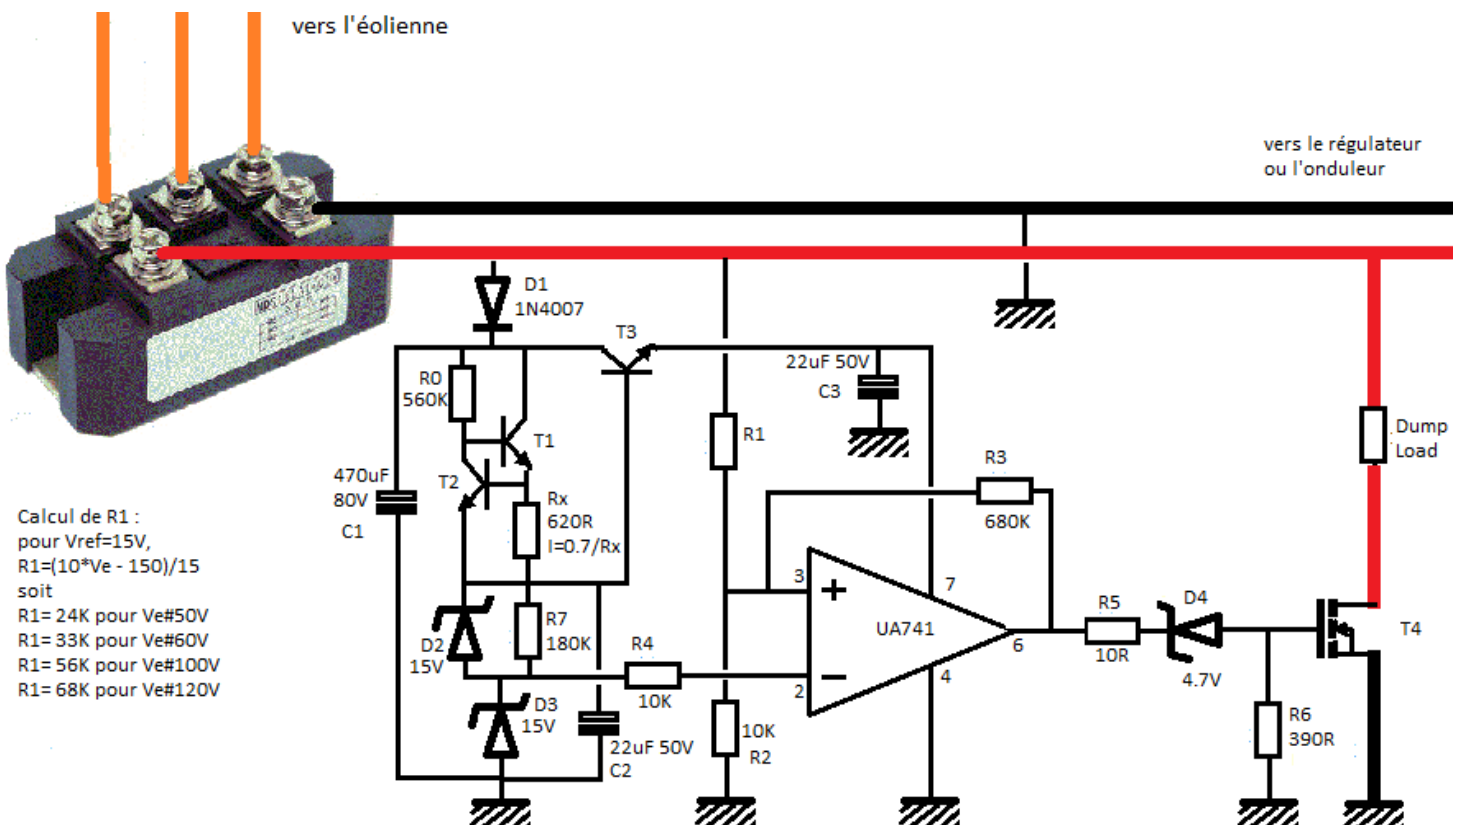 vers l'éolienne
vers le régulateur
ou l'onduleur
D1
1N4007
T3
22uF 50V
C3
R0
560K
T1
R1
Dump
Load
T2
470uF
80V
C1
Rx
620R
I=0.7/Rx
R3
680K
Calcul de R1 :
pour Vref=15V,
R1=(10*Ve - 150)/15
soit
R1= 24K pour Ve#50V
R1= 33K pour Ve#60V
R1= 56K pour Ve#100V
R1= 68K pour Ve#120V
3
+
7
UA741
6
R5
10R
D4
4.7V
T4
D2
15V
R7
180K
R4
10K
2
-
4
D3
15V
22uF 50V
C2
10K
R2
R6
390R